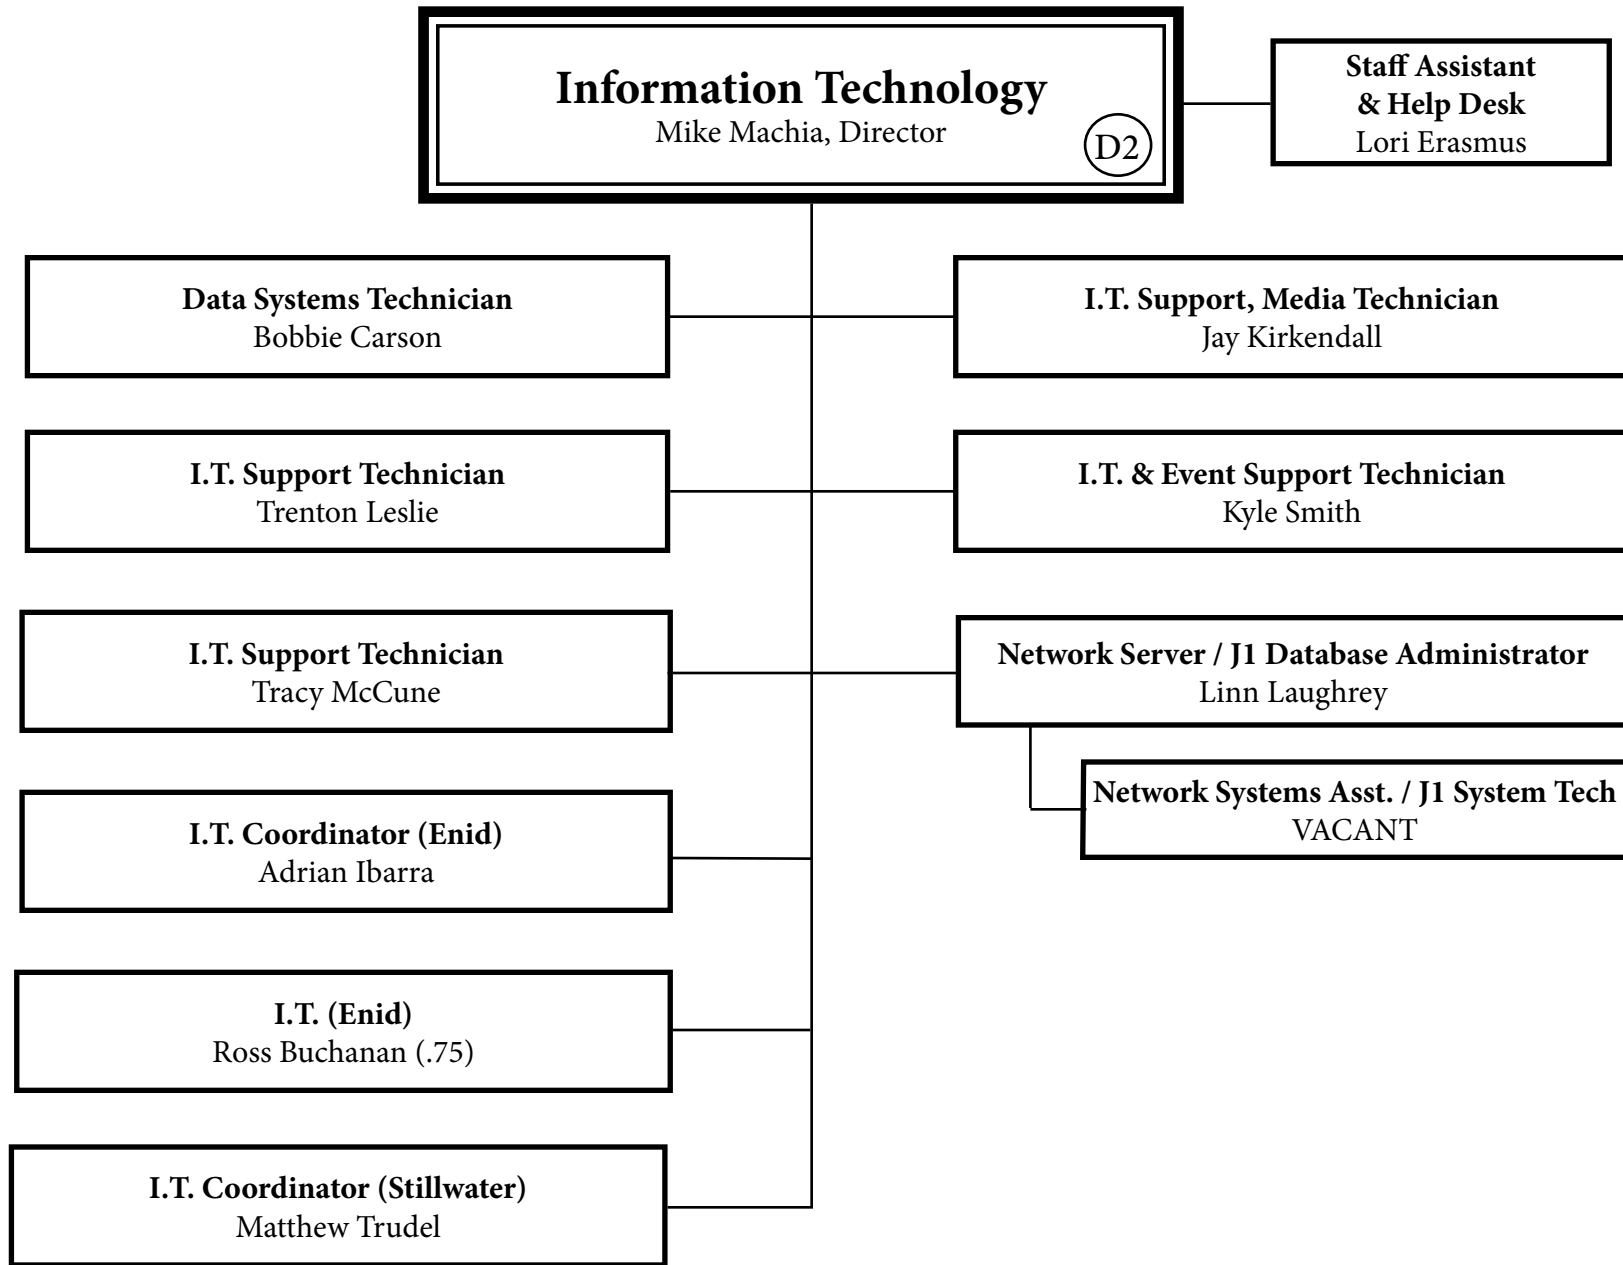 Information Technology
Mike Machia, Director
D2
Staff Assistant
& Help Desk
Lori Erasmus
Data Systems Technician
Bobbie Carson
I.T. Support, Media Technician
Jay Kirkendall
I.T. Support Technician
Trenton Leslie
I.T. & Event Support Technician
Kyle Smith
I.T. Support Technician
Tracy McCune
Network Server / J1 Database Administrator
Linn Laughrey
Network Systems Asst. / J1 System Tech
VACANT
I.T. Coordinator (Enid)
Adrian Ibarra
I.T. (Enid)
Ross Buchanan (.75)
I.T. Coordinator (Stillwater)
Matthew Trudel